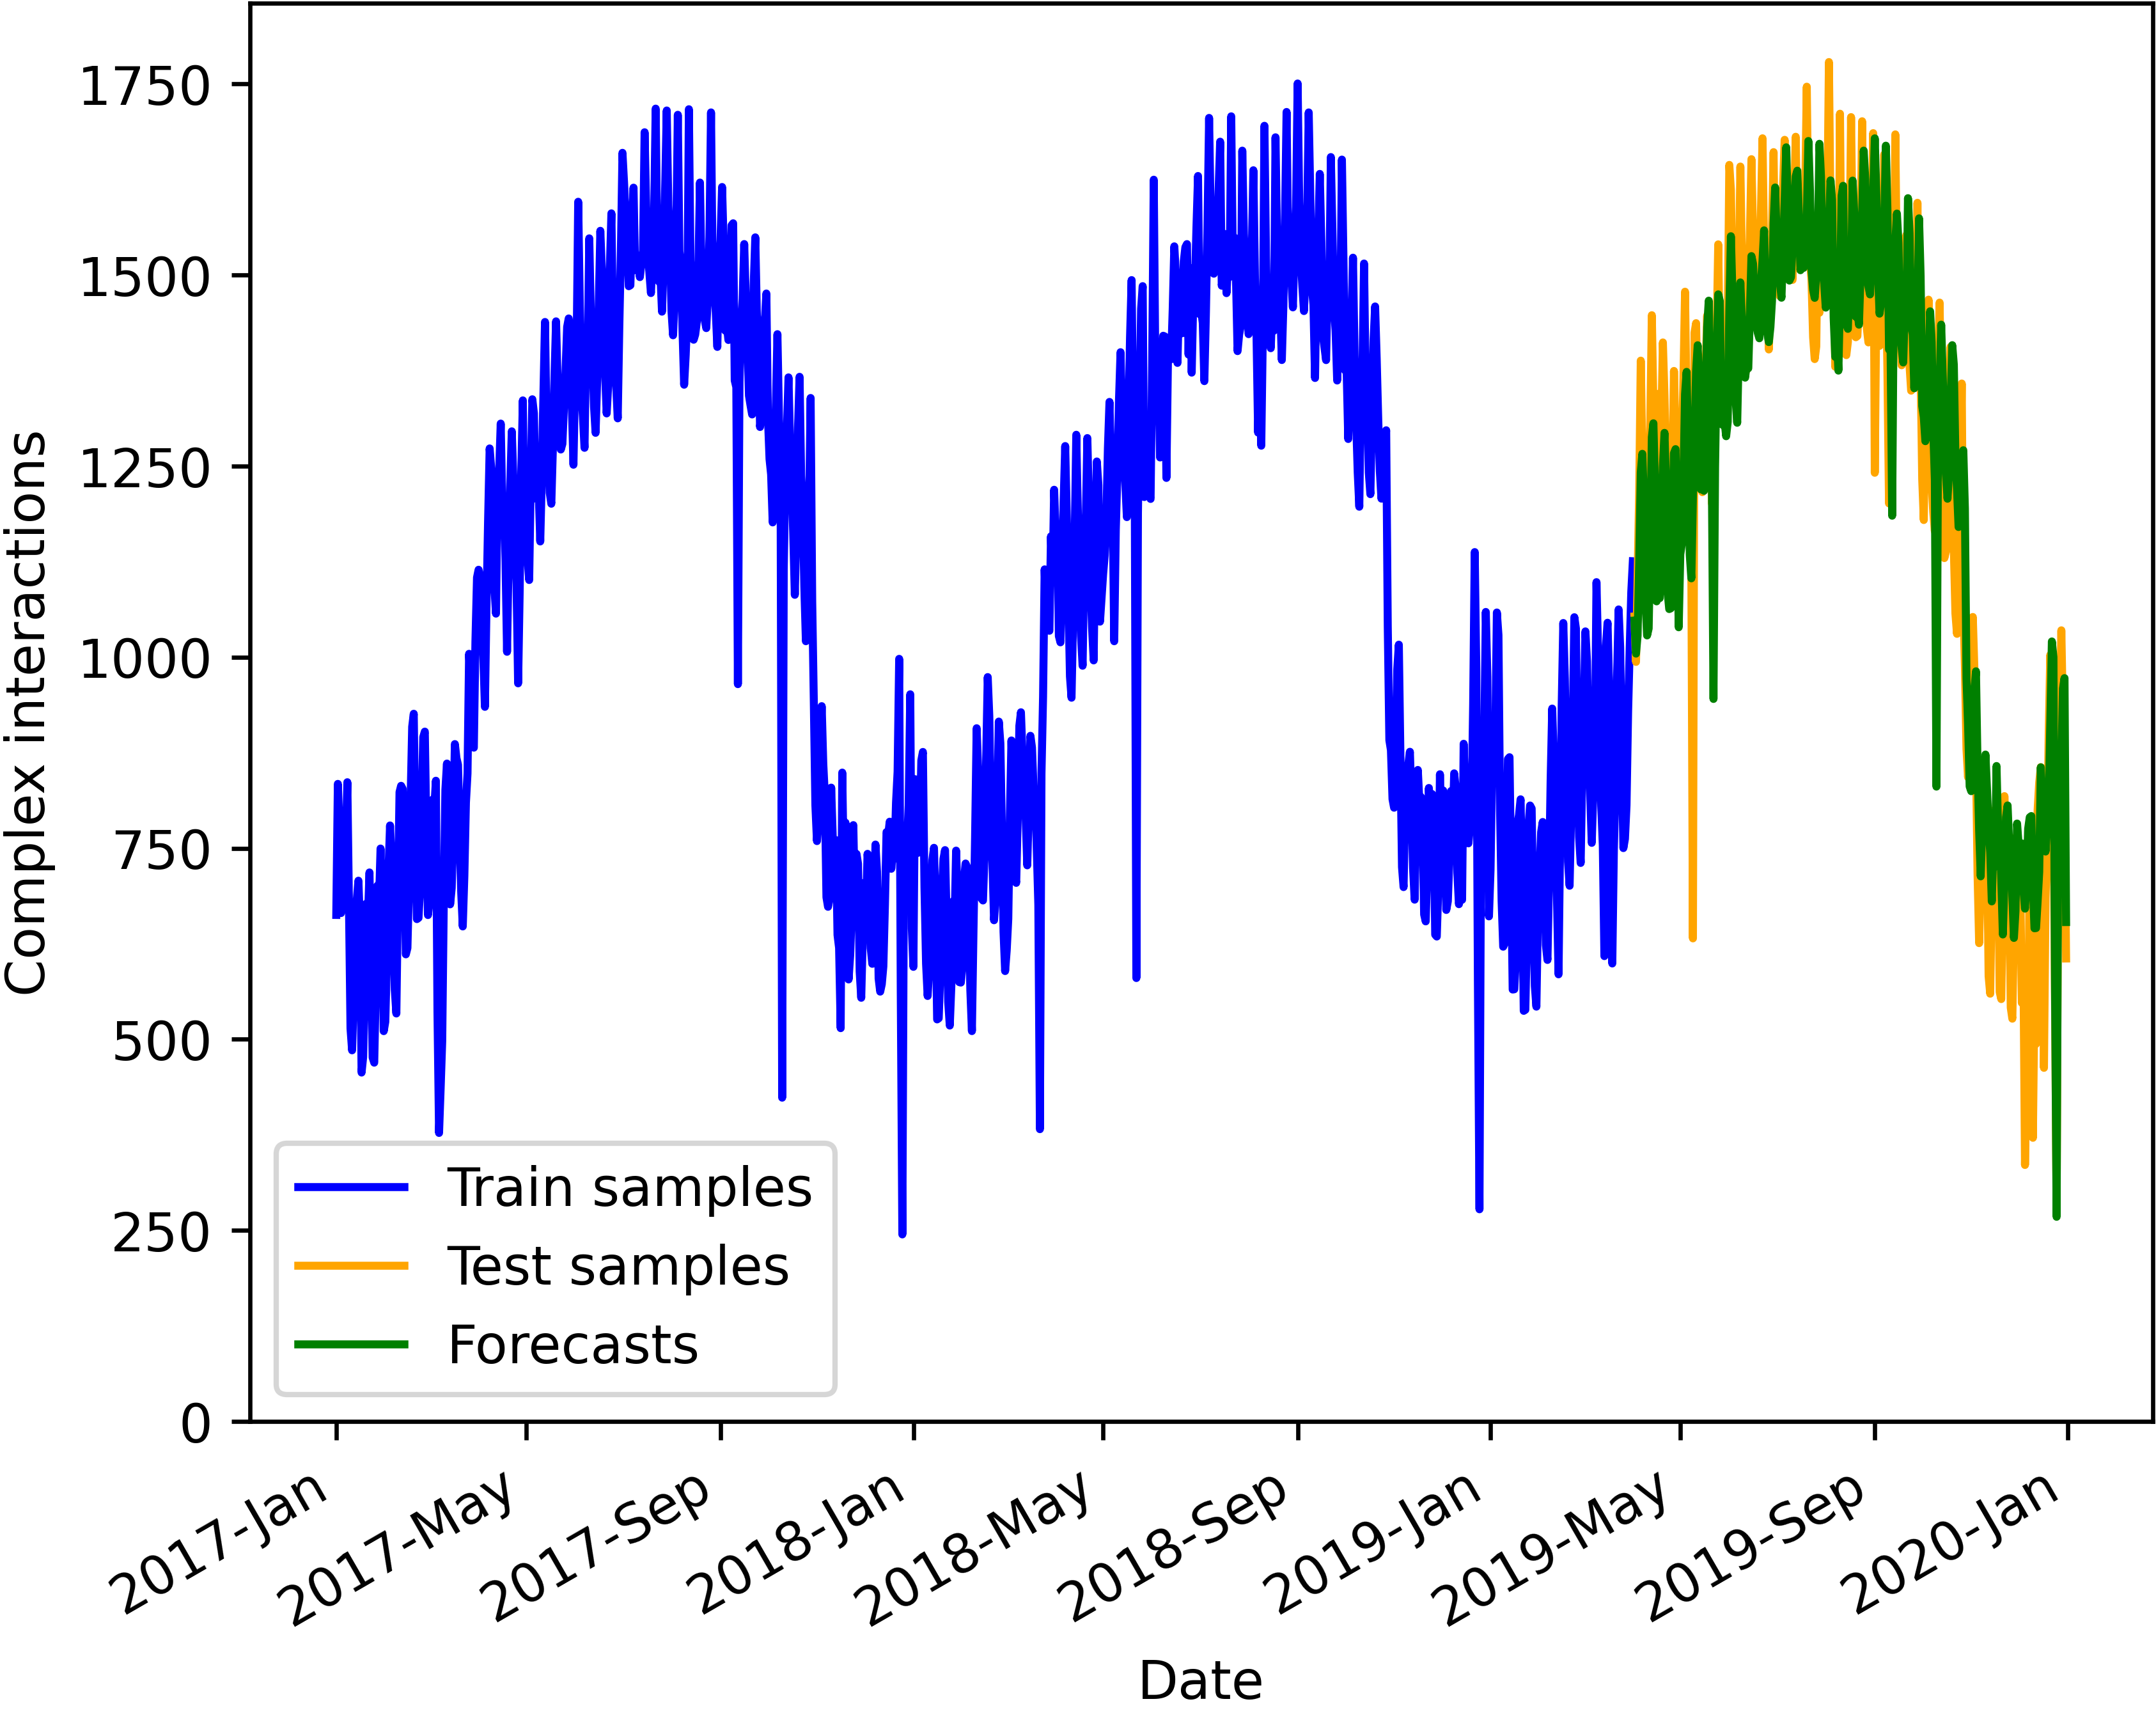 1750
1500
1250
1000
750
500
250
0
Complex interactions
Train samples
Test samples
Forecasts
2017-Jan
2017-May
2017-Sep
2018-Jan
2018-May
2018-Sep
2019-Jan
2019-May
2019-Sep
2020-Jan
Date